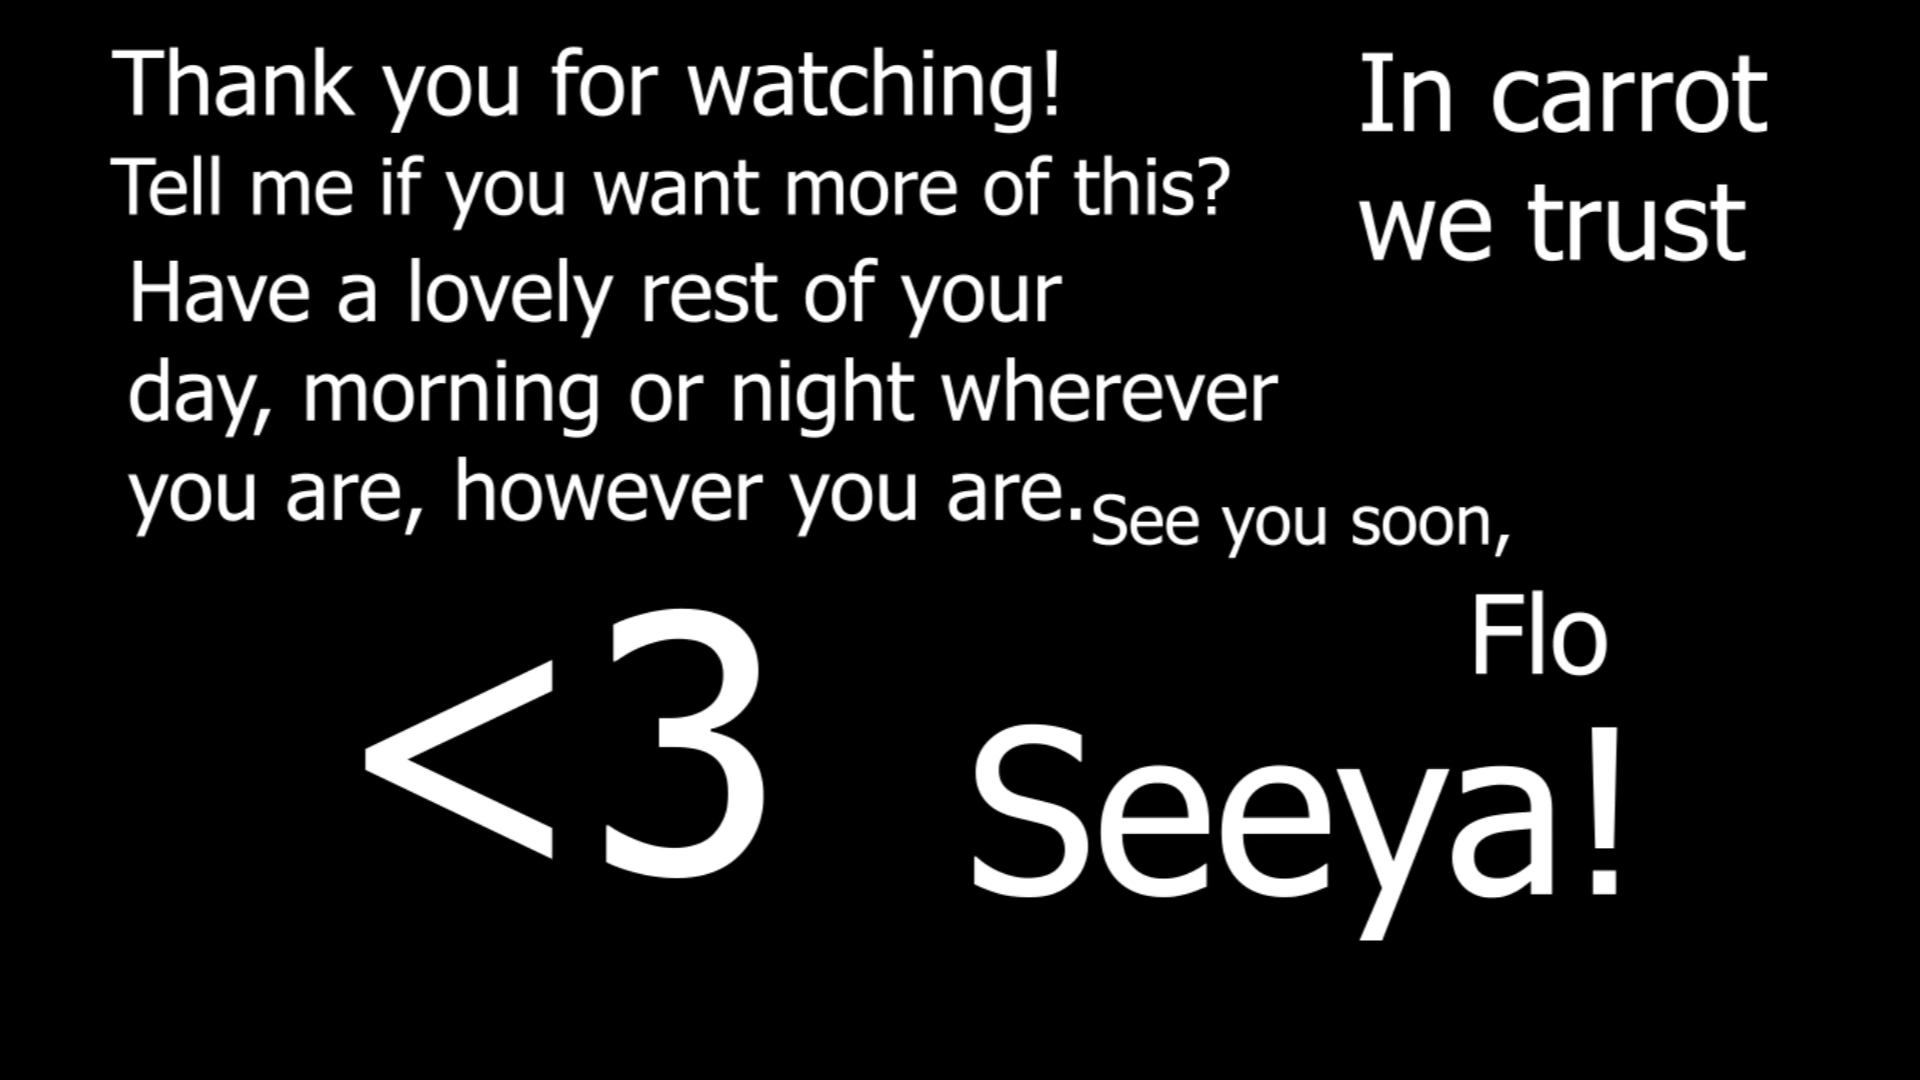 Thank you for watching!
Tell me if you want more of this?
Have a lovely rest of your
day, morning or night wherever
you are, however you are.
See you soon,
Flo
In carrot
we trust
<3
Seeya!